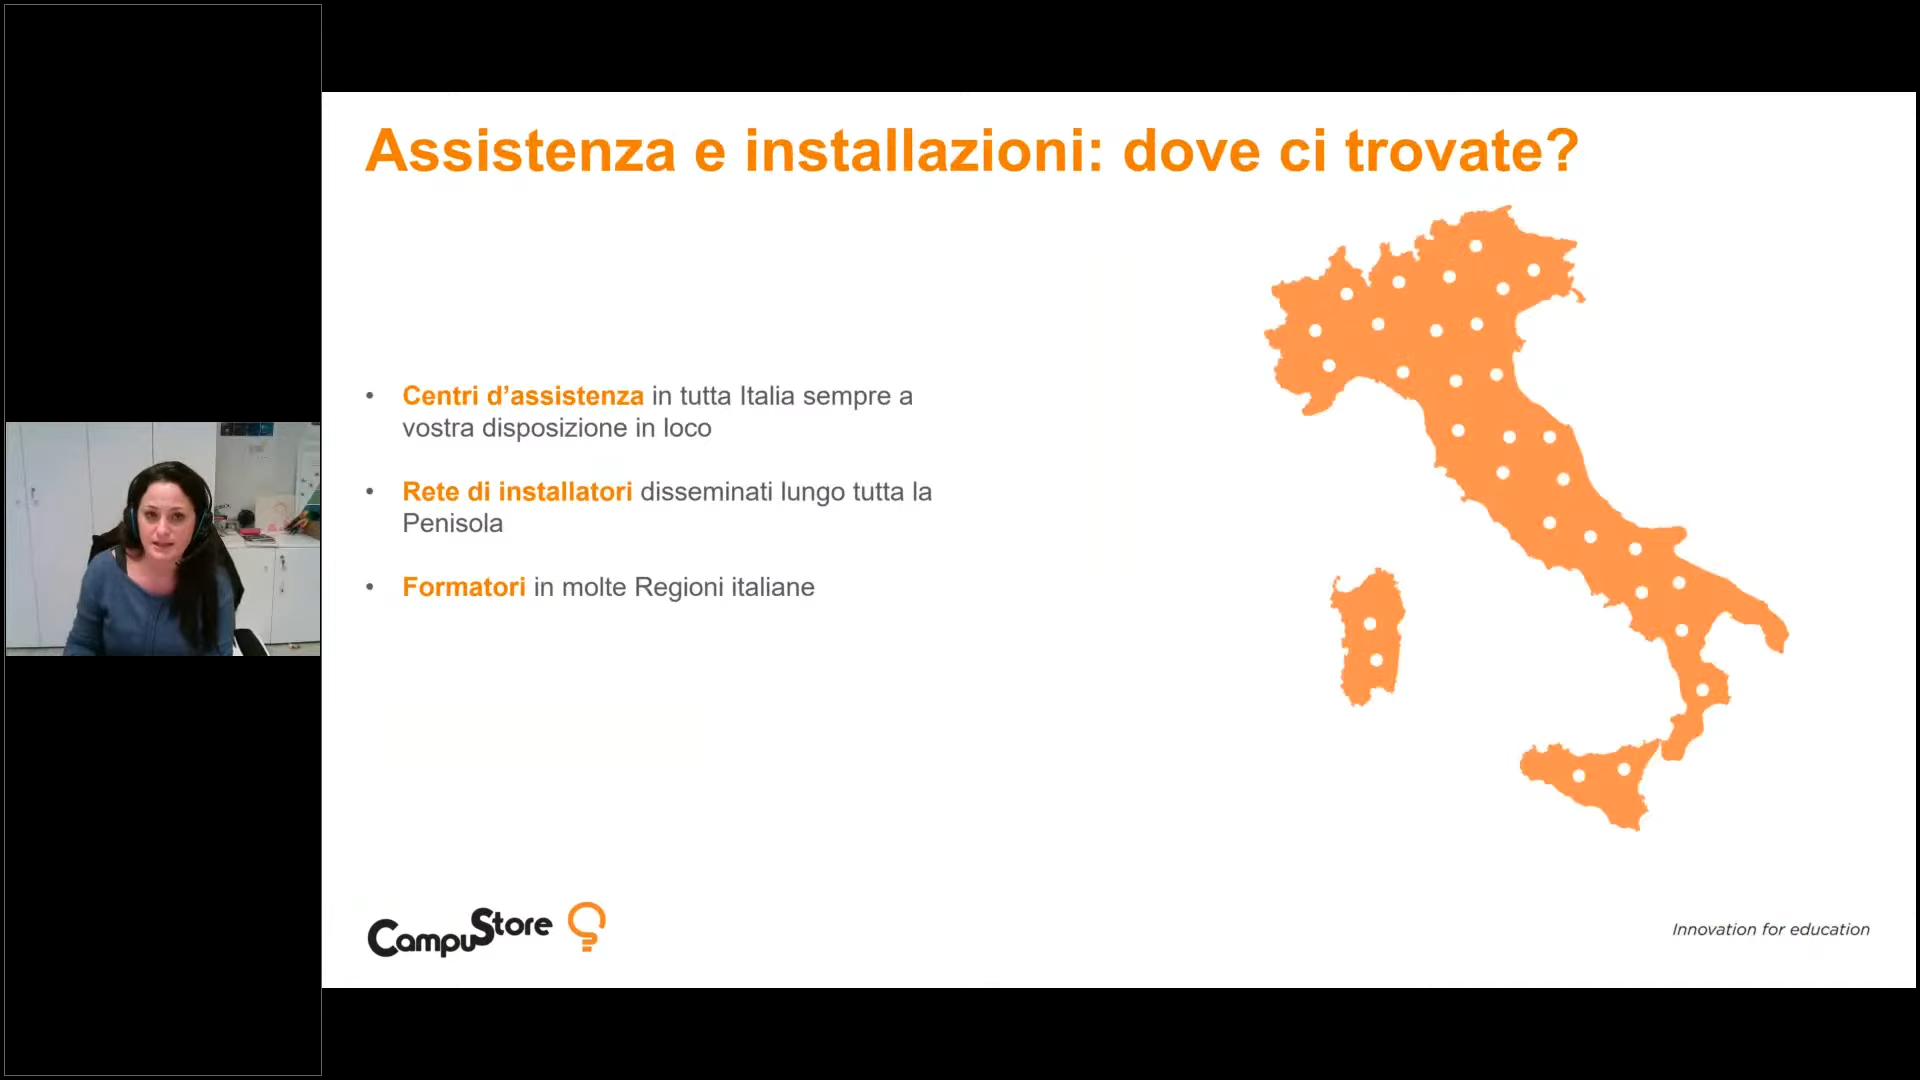 Assistenza e installazioni: dove ci trovate?
• Centri d’assistenza in tutta Italia sempre a
vostra disposizione in loco
• Rete di installatori disseminati lungo tutta la
Penisola
• Formatori in molte Regioni italiane
CampuStore
Innovation for education